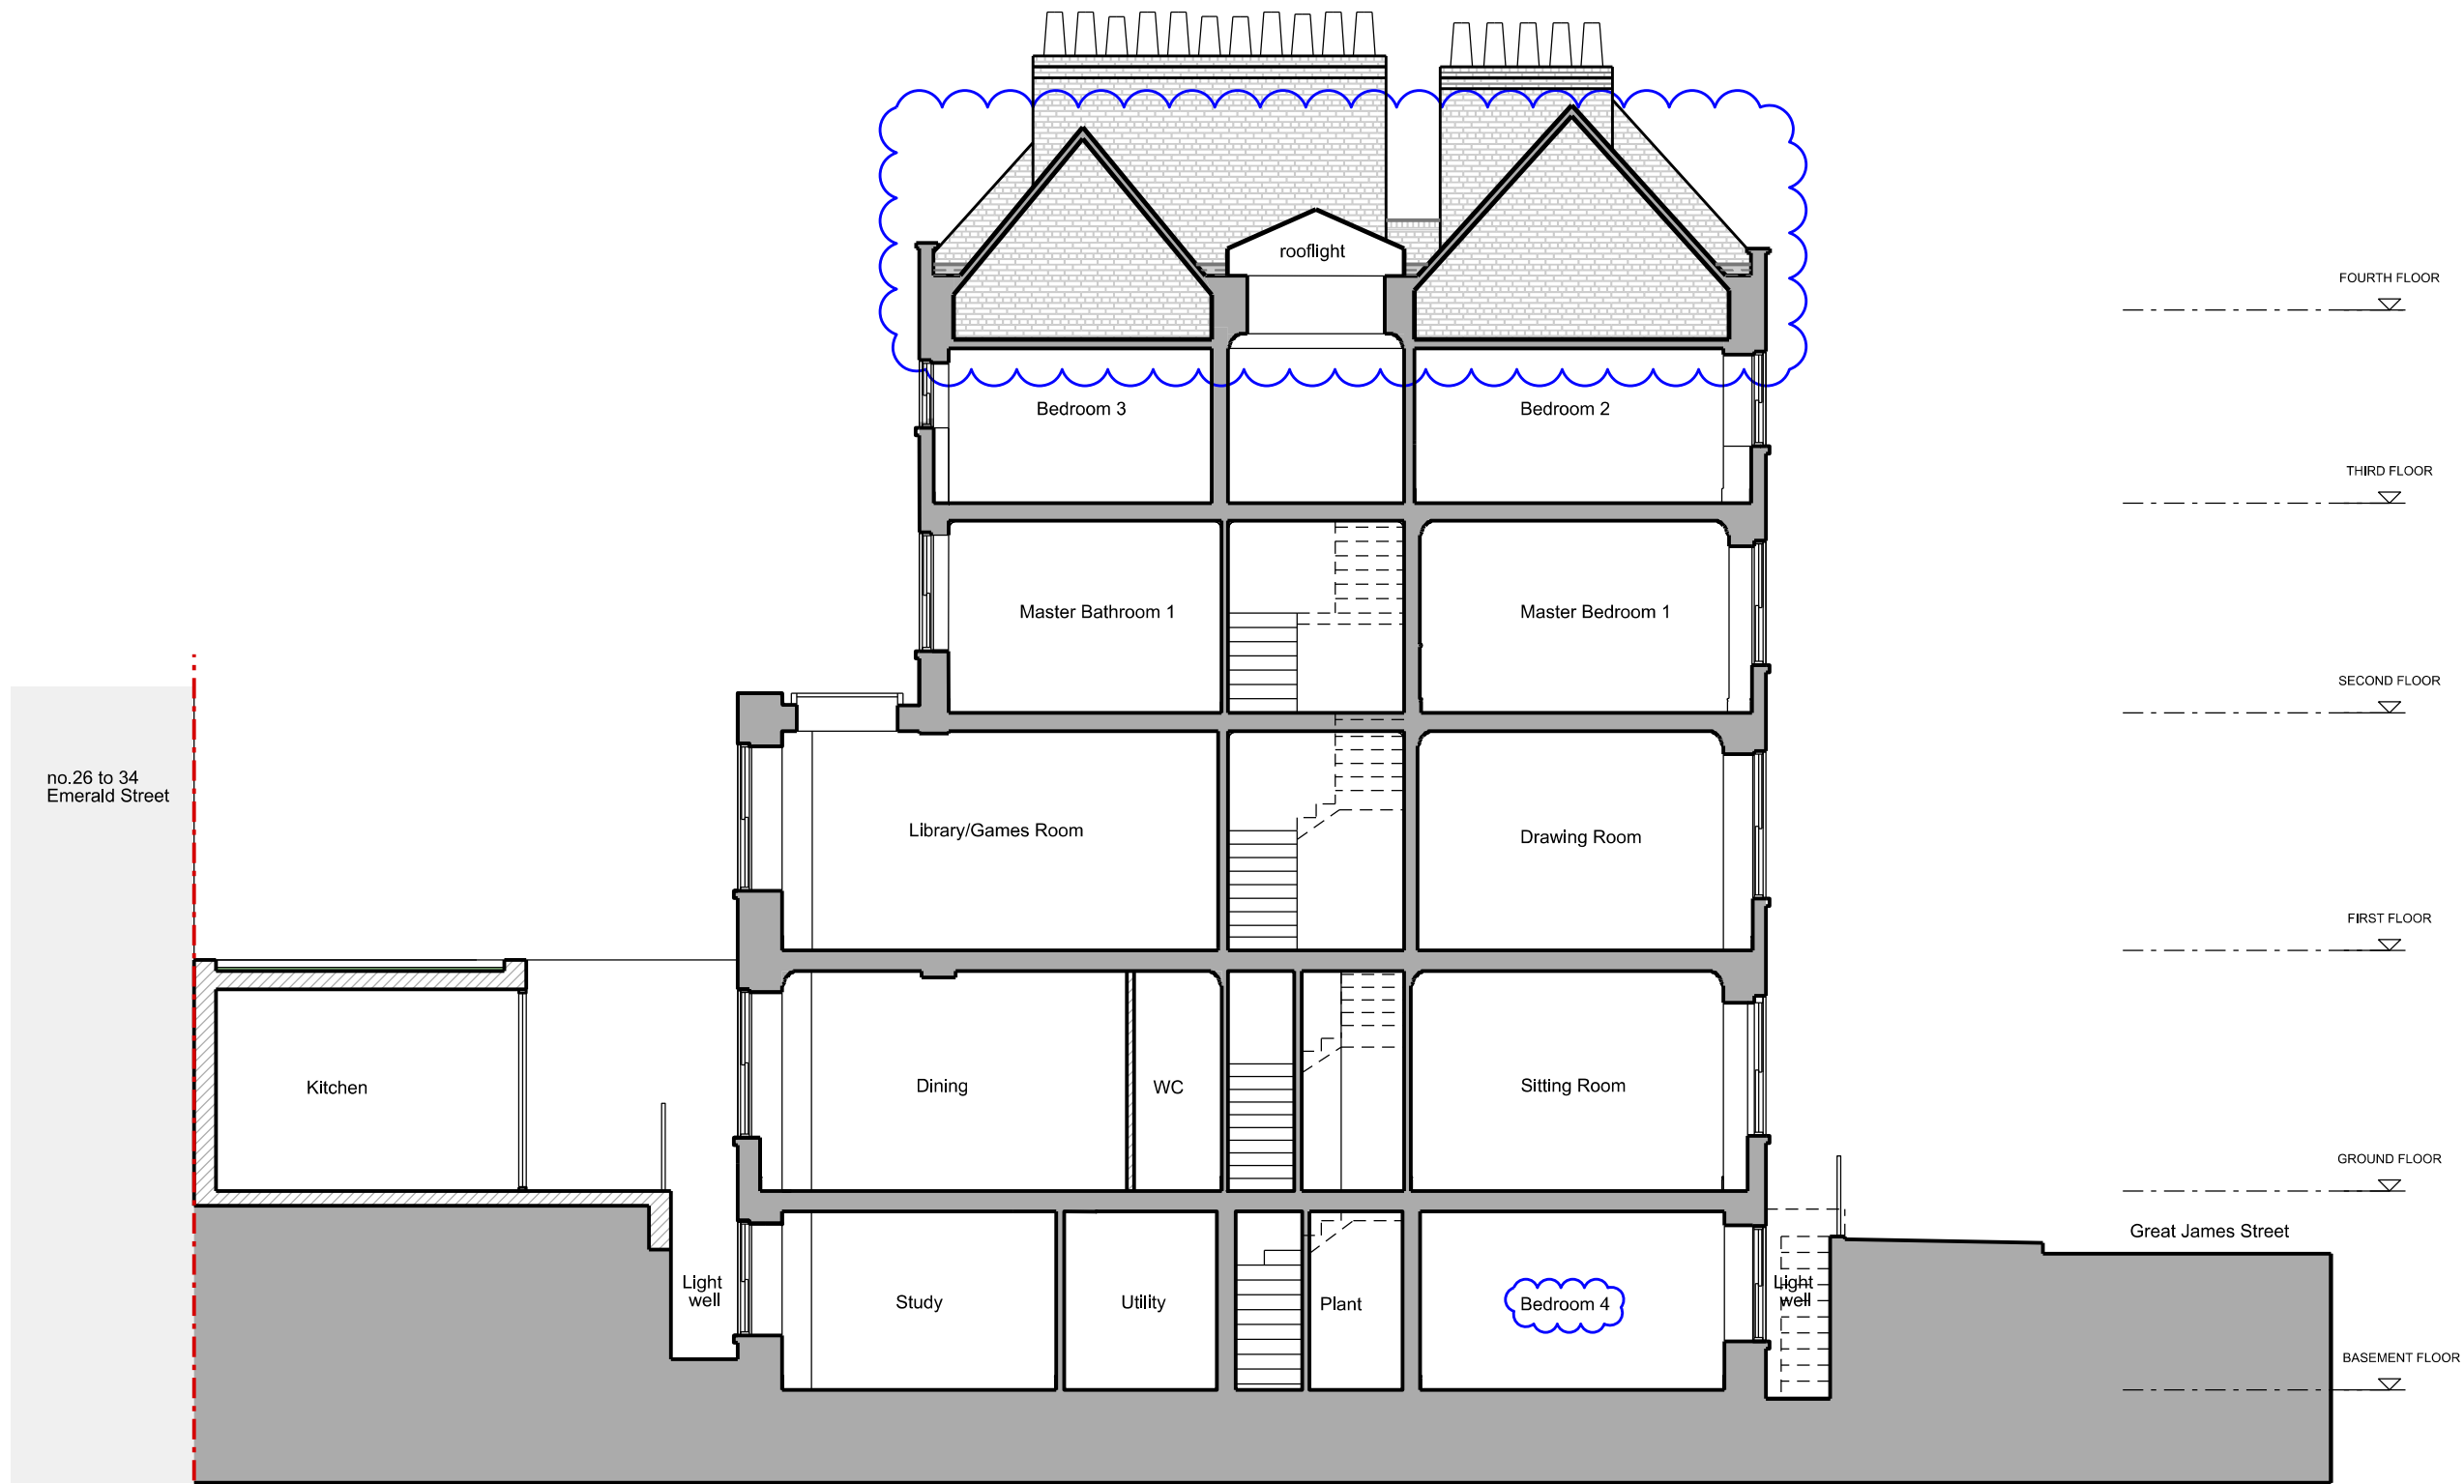 rooflight
FOURTH FLOOR
Bedroom 3
Bedroom 2
THIRD FLOOR
Master Bathroom 1
Master Bedroom 1
SECOND FLOOR
no.26 to 34
Emerald Street
Library/Games Room
Drawing Room
FIRST FLOOR
Kitchen
Dining
WC
Sitting Room
GROUND FLOOR
Great James Street
Light
well
Study
Utility
Plant
Bedroom 4
Light
well
BASEMENT FLOOR